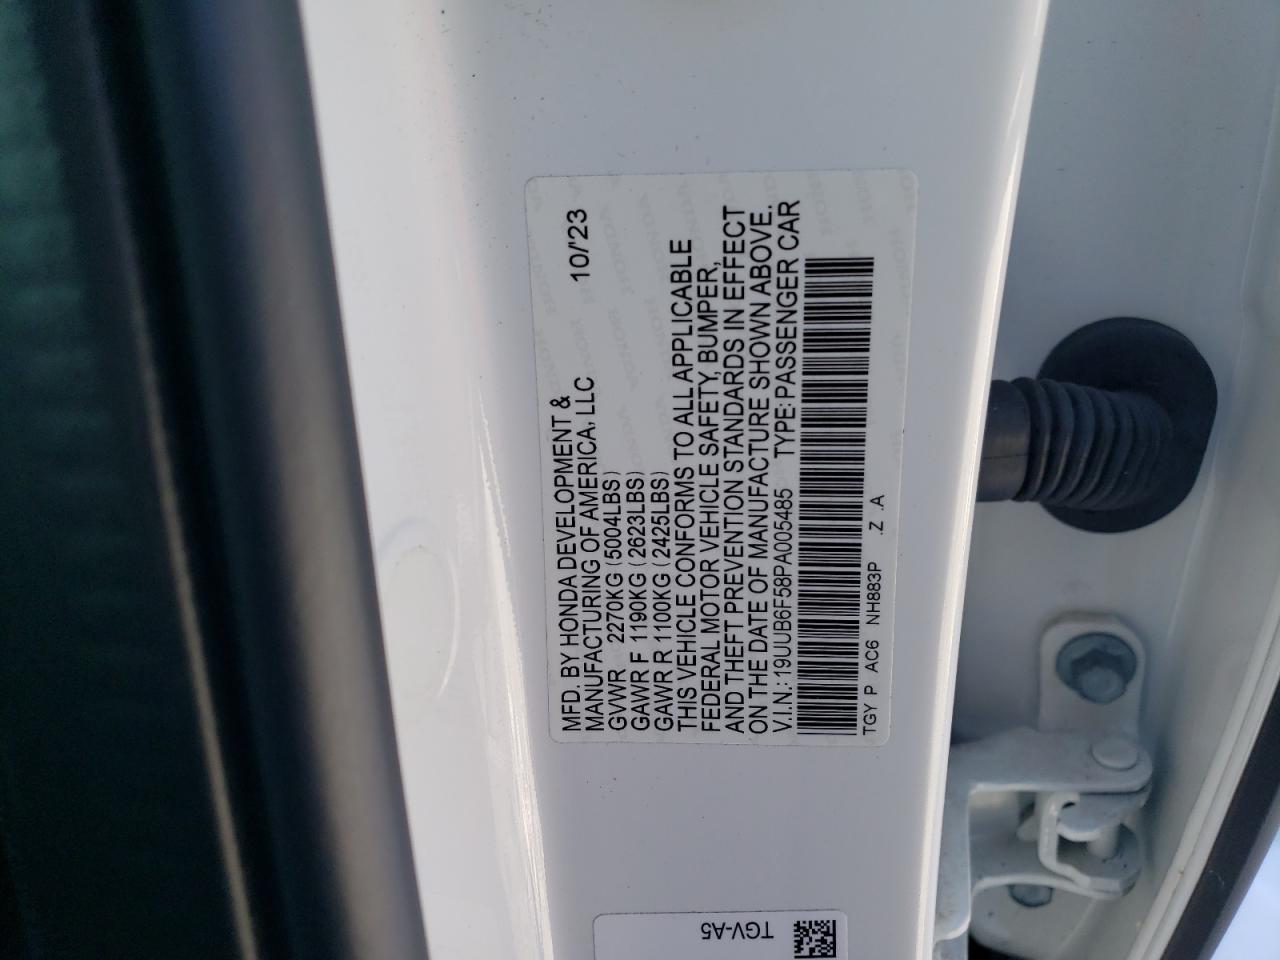 MFD. BY HONDA DEVELOPMENT & 10/'23
MANUFACTURING OF AMERICA, LLC
GVWR 2270KG (5004LBS)
GAWR F 1190KG (2623LBS)
GAWR R 1100KG (2425LBS)
THIS VEHICLE CONFORMS TO ALL APPLICABLE
FEDERAL MOTOR VEHICLE SAFETY, BUMPER,
AND THEFT PREVENTION STANDARDS IN EFFECT
ON THE DATE OF MANUFACTURE SHOWN ABOVE.
V.I.N.: 19UUB6F58PA005485 TYPE: PASSENGER CAR
TGY P AC6 NH883P .Z .A
TGV-A5